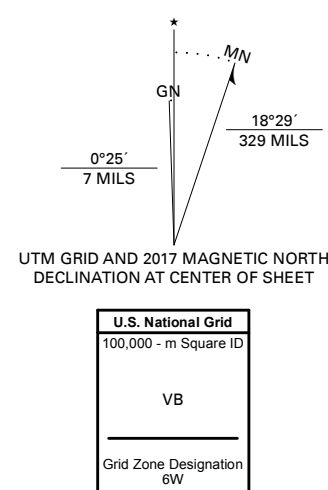 ★
MN
GN
18°29´
329 MILS
0°25´
7 MILS
UTM GRID AND 2017 MAGNETIC NORTH
DECLINATION AT CENTER OF SHEET
U.S. National Grid
100,000 - m Square ID
VB
Grid Zone Designation
6W